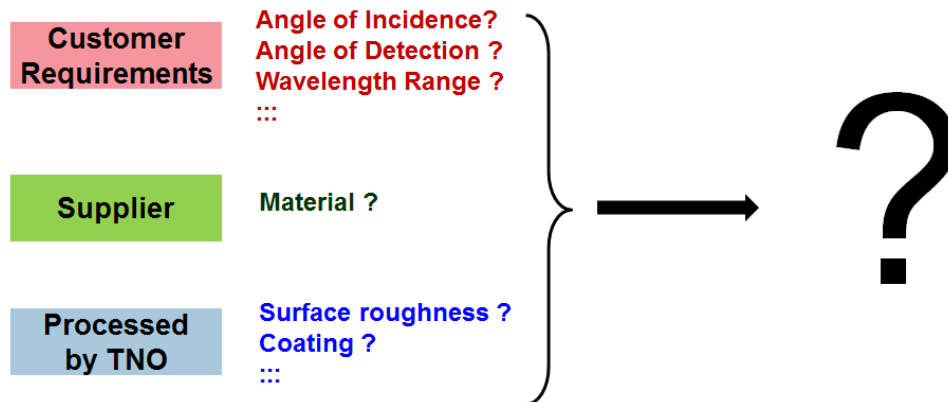 Customer
Requirements
Angle of Incidence?
Angle of Detection ?
Wavelength Range ?
:::
Supplier
Material ?
Processed
by TNO
Surface roughness ?
Coating ?
:::
?